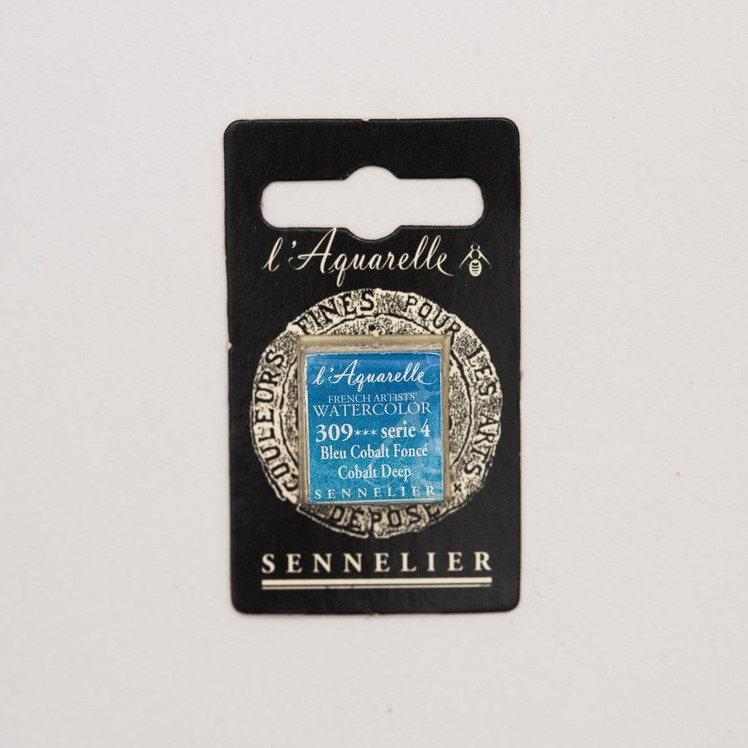 l'Aquarelle
COULEURS FINES POUR LES ARTS
l'Aquarelle
FRENCH ARTISTS'
WATERCOLOR
309*** serie 4
Bleu Cobalt Foncé
Cobalt Deep
SENNELIER
DÉPOSÉ
SENNELIER